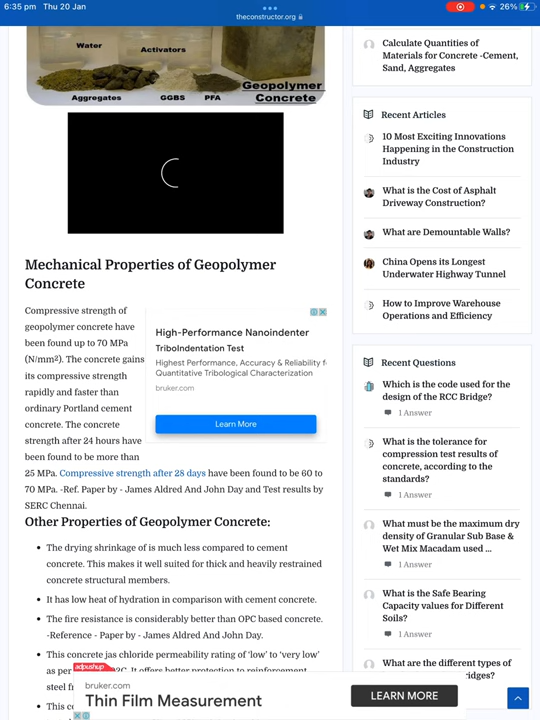 6:35 pm Thu 20 Jan
theconstructor.org
26%
Water
Activators
Aggregates
GGBS
PFA
Geopolymer
Concrete
Mechanical Properties of Geopolymer
Concrete
Compressive strength of
geopolymer concrete have
been found up to 70 MPa
(N/mm²). The concrete gains
its compressive strength
rapidly and faster than
ordinary Portland cement
concrete. The concrete
strength after 24 hours have
been found to be more than
25 MPa. Compressive strength after 28 days have been found to be 60 to
70 MPa. -Ref. Paper by - James Aldred And John Day and Test results by
SERC Chennai.
High-Performance Nanoindenter
TriboIndentation Test
Highest Performance, Accuracy & Reliability f
Quantitative Tribological Characterization
bruker.com
Learn More
Other Properties of Geopolymer Concrete:
• The drying shrinkage of is much less compared to cement
concrete. This makes it well suited for thick and heavily restrained
concrete structural members.
• It has low heat of hydration in comparison with cement concrete.
• The fire resistance is considerably better than OPC based concrete.
-Reference - Paper by - James Aldred And John Day.
• This concrete jas chloride permeability rating of 'low' to 'very low'
as per
It offers better protection to reinforcement
steel fr
• This co
Calculate Quantities of
Materials for Concrete -Cement,
Sand, Aggregates
Recent Articles
10 Most Exciting Innovations
Happening in the Construction
Industry
What is the Cost of Asphalt
Driveway Construction?
What are Demountable Walls?
China Opens its Longest
Underwater Highway Tunnel
How to Improve Warehouse
Operations and Efficiency
Recent Questions
Which is the code used for the
design of the RCC Bridge?
1 Answer
What is the tolerance for
compression test results of
concrete, according to the
standards?
1 Answer
What must be the maximum dry
density of Granular Sub Base &
Wet Mix Macadam used ...
1 Answer
What is the Safe Bearing
Capacity values for Different
Soils?
1 Answer
What are the different types of
ridges?
adpushup
bruker.com
Thin Film Measurement
LEARN MORE